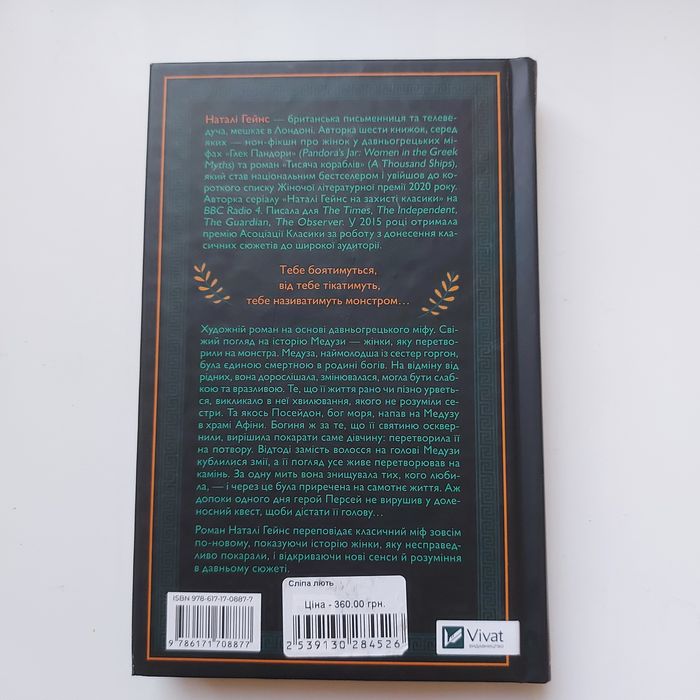 Наталі Гейнс — британська письменниця та телеве-
дуча, мешкає в Лондоні. Авторка шести книжок, серед
яких — нон-фікшн про жінок у давньогрецьких мі-
фах «Глек Пандори» (Pandora's Jar: Women in the Greek
Myths) та роман «Тисяча кораблів» (A Thousand Ships),
який став національним бестселером і увійшов до ко-
роткого списку Жіночої літературної премії 2020 року.
Авторка серіалу «Наталі Гейнс на захисті класики» на
BBC Radio 4. Писала для The Times, The Independent,
The Guardian, The Observer. У 2015 році отримала
премію Асоціації Класики за роботу з донесення кла-
сичних сюжетів до широкої аудиторії.
Тебе боятимуться,
від тебе тікатимуть,
тебе називатимуть монстром...
Художній роман на основі давньогрецького міфу. Сві-
жий погляд на історію Медузи — жінки, яку перетво-
рили на монстра. Медуза, наймолодша із сестер горгон,
була єдиною смертною в родині богів. На відміну від
рідних, вона дорослішала, змінювалася, могла бути слаб-
кою та вразливою. Те, що її життя рано чи пізно урветь-
ся, викликало в неї хвилювання, якого не розуміли се-
стри. Та якось Посейдон, бог моря, напав на Медузу
в храмі Афіни. Богиня ж за те, що її святиню осквер-
нили, вирішила покарати саме дівчину: перетворила її
на потвору. Відтоді замість волосся на голові Медузи
кублилися змії, а її погляд усе живе перетворював на
камінь. За одну мить вона знищувала тих, кого люби-
ла, — і через це була приречена на самотнє життя. Аж
допоки одного дня герой Персей не вирушив у доле-
носний квест, щоби дістати її голову...
Роман Наталі Гейнс переповідає класичний міф зовсім
по-новому, показуючи історію жінки, яку несправед-
ливо покарали, і відкриваючи нові сенси й розуміння
в давньому сюжеті.
ISBN 978-617-17-0887-7
9786171708877
Сліпа лють
Ціна - 360.00 грн.
2539130284526
Vivat
видавництво